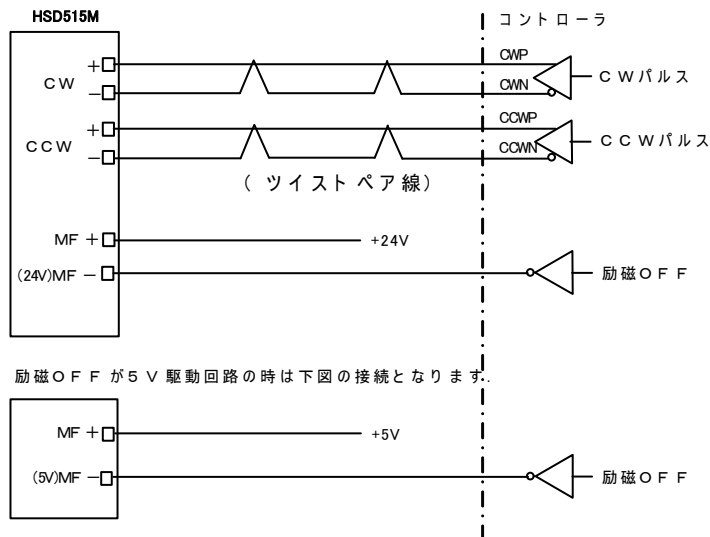 HSD515M
コントローラ
CW
+
−
CWP
CWN
CWパルス
CCW
+
−
CCWP
CCWN
CCWパルス
(ツイストペア線)
MF +
+24V
(24V)MF −
励磁OFF
励磁OFFが5V駆動回路の時は下図の接続となります.
MF +
+5V
(5V)MF −
励磁OFF